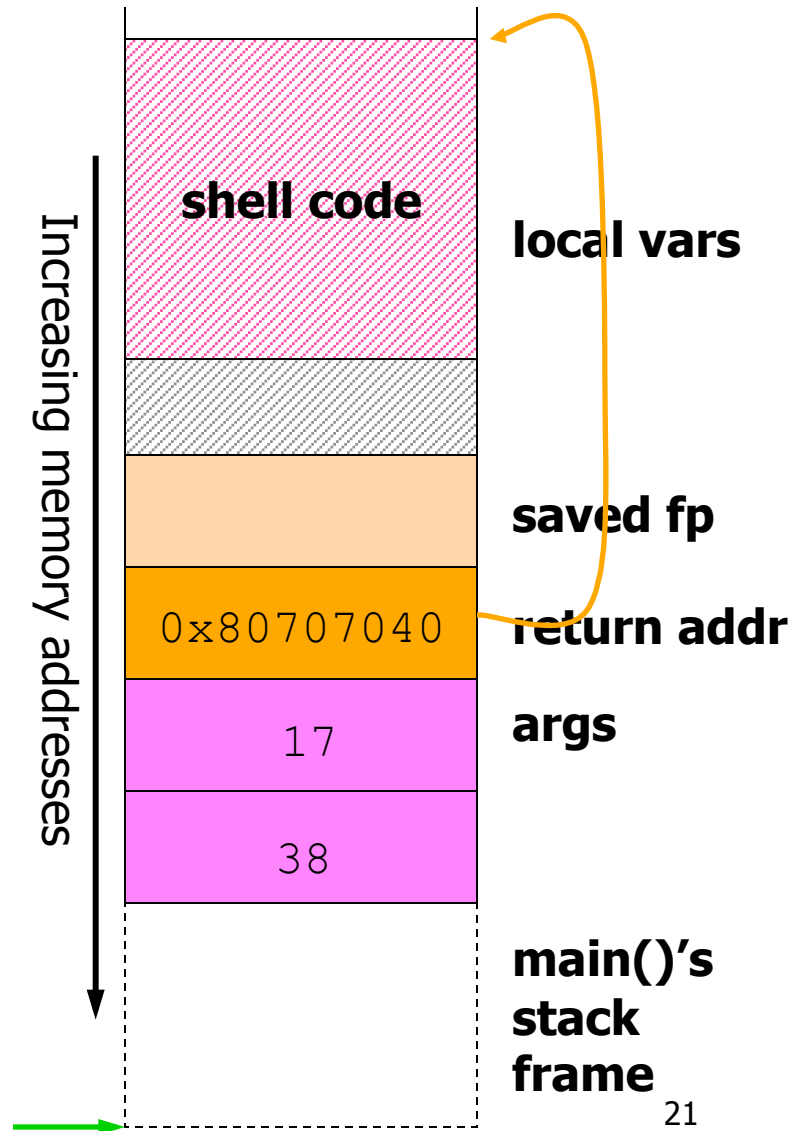 shell code
local vars
Increasing memory addresses
saved fp
0x80707040
return addr
17
args
38
main()’s
stack
frame
21